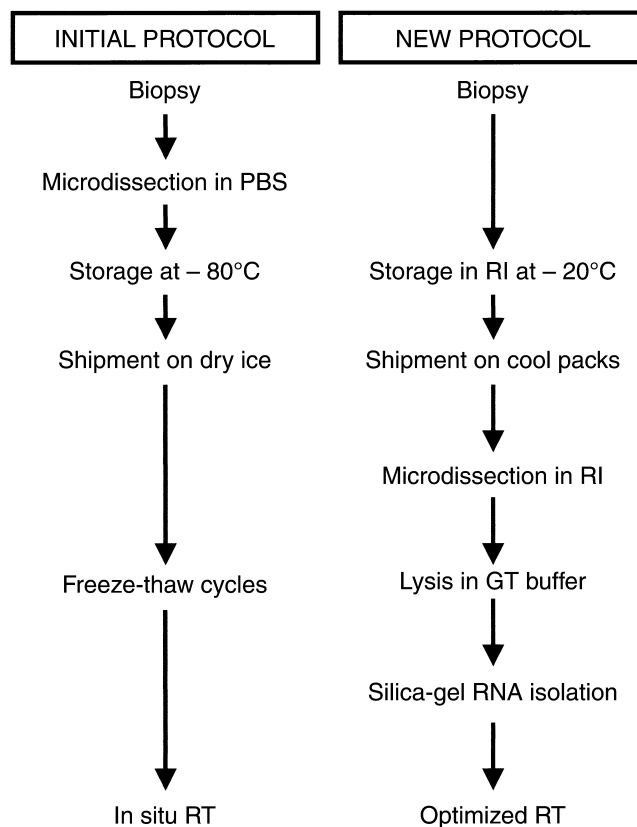 INITIAL PROTOCOL
Biopsy
Microdissection in PBS
Storage at – 80°C
Shipment on dry ice
Freeze-thaw cycles
In situ RT
NEW PROTOCOL
Biopsy
Storage in RI at – 20°C
Shipment on cool packs
Microdissection in RI
Lysis in GT buffer
Silica-gel RNA isolation
Optimized RT